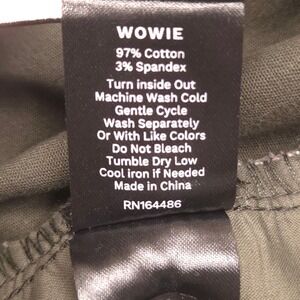 WOWIE
97% Cotton
3% Spandex
Turn inside Out
Machine Wash Cold
Gentle Cycle
Wash Separately
Or With Like Colors
Do Not Bleach
Tumble Dry Low
Cool iron if Needed
Made in China
RN164486